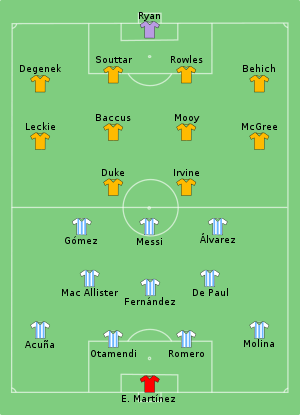 Ryan
Souttar Rowles
Degenek Behich
Baccus Mooy
Leckie McGree
Duke Irvine
Gómez Messi Álvarez
Mac Allister Fernández De Paul
Acuña Otamendi Romero Molina
E. Martínez